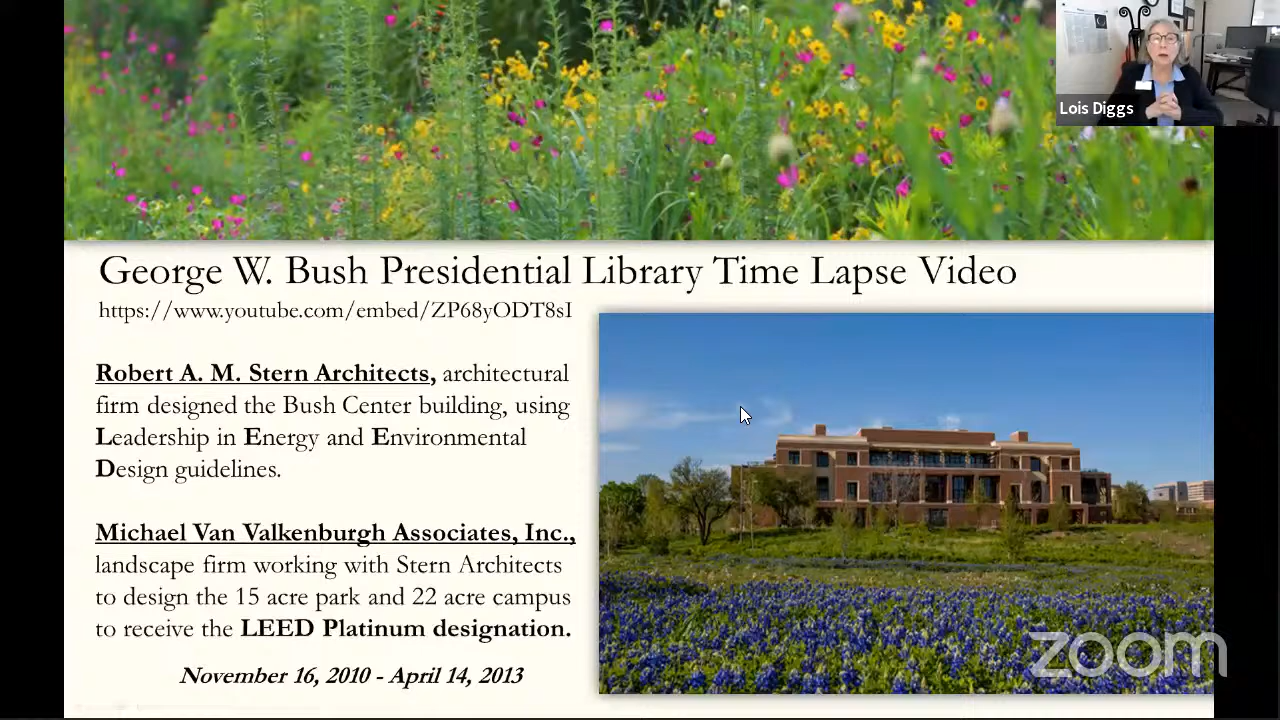 Lois Diggs
George W. Bush Presidential Library Time Lapse Video
https://www.youtube.com/embed/ZP68yODT8sI
Robert A. M. Stern Architects, architectural
firm designed the Bush Center building, using
Leadership in Energy and Environmental
Design guidelines.
Michael Van Valkenburgh Associates, Inc.,
landscape firm working with Stern Architects
to design the 15 acre park and 22 acre campus
to receive the LEED Platinum designation.
November 16, 2010 - April 14, 2013
zoom